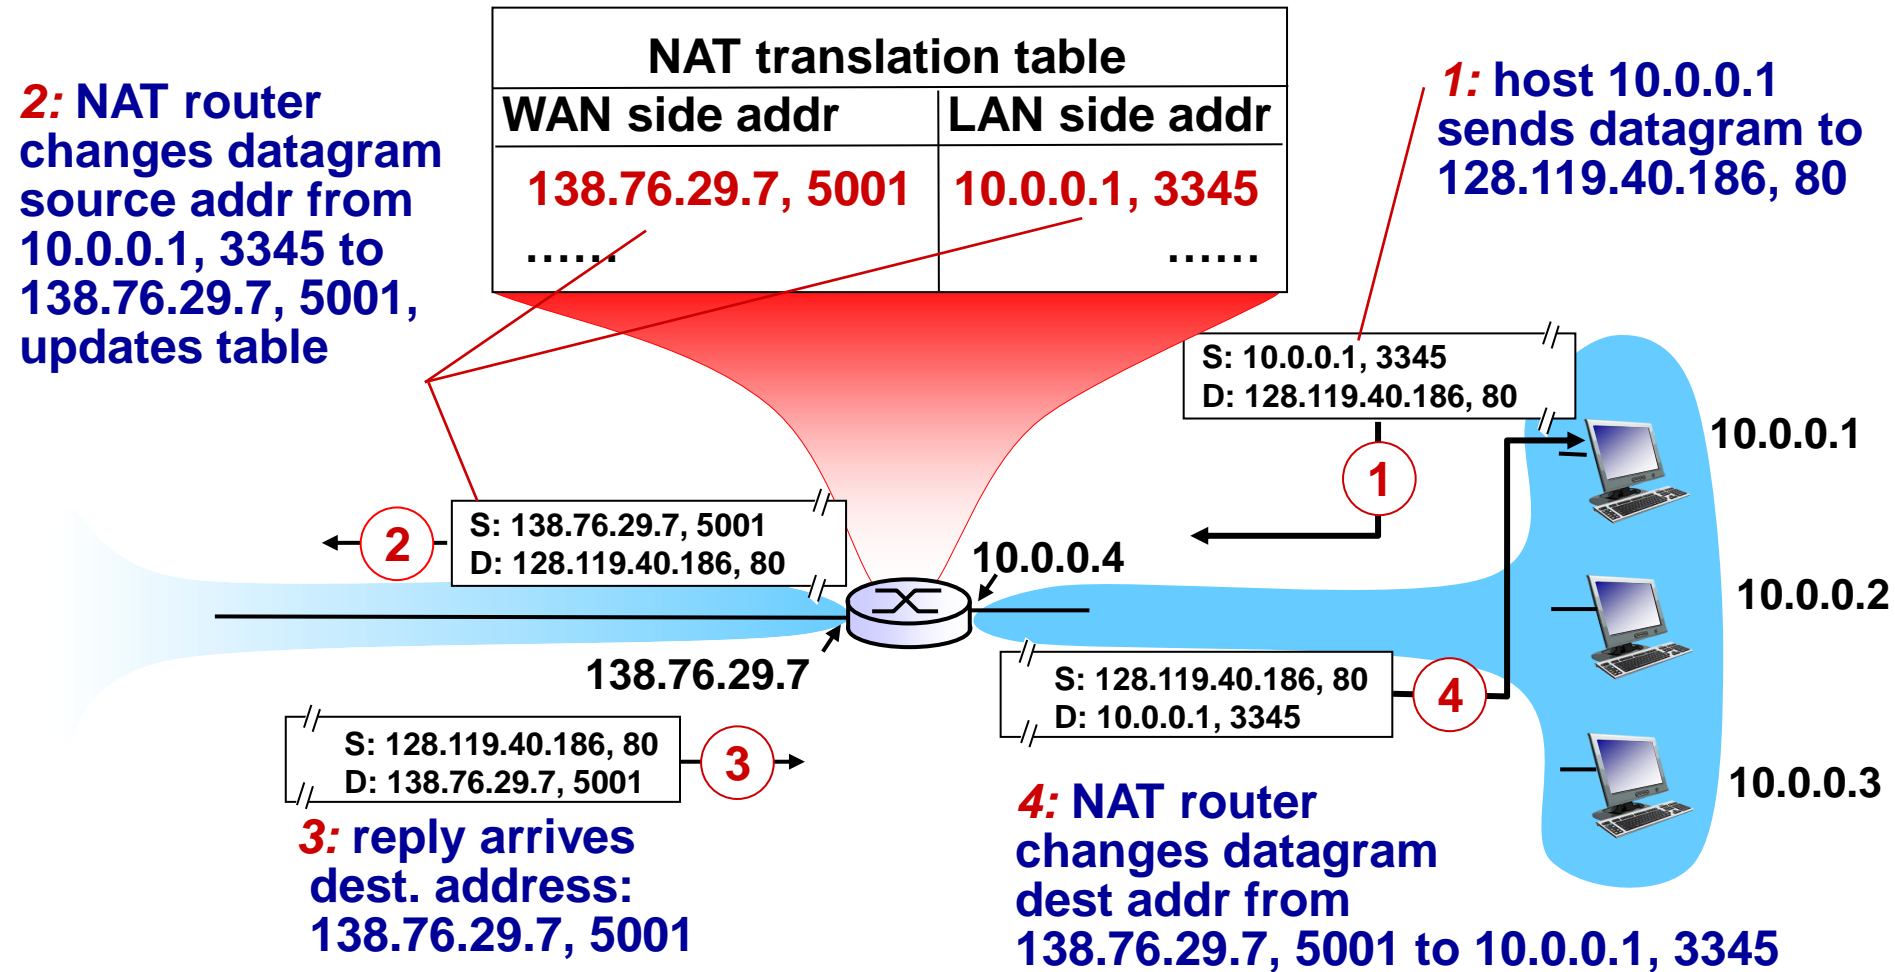 NAT translation table
WAN side addr LAN side addr
138.76.29.7, 5001 10.0.0.1, 3345
...... ......
2: NAT router
changes datagram
source addr from
10.0.0.1, 3345 to
138.76.29.7, 5001,
updates table
1: host 10.0.0.1
sends datagram to
128.119.40.186, 80
S: 10.0.0.1, 3345
D: 128.119.40.186, 80
1
10.0.0.1
S: 138.76.29.7, 5001
D: 128.119.40.186, 80
2
10.0.0.4
10.0.0.2
138.76.29.7
S: 128.119.40.186, 80
D: 10.0.0.1, 3345
4
S: 128.119.40.186, 80
D: 138.76.29.7, 5001
3
10.0.0.3
3: reply arrives
dest. address:
138.76.29.7, 5001
4: NAT router
changes datagram
dest addr from
138.76.29.7, 5001 to 10.0.0.1, 3345